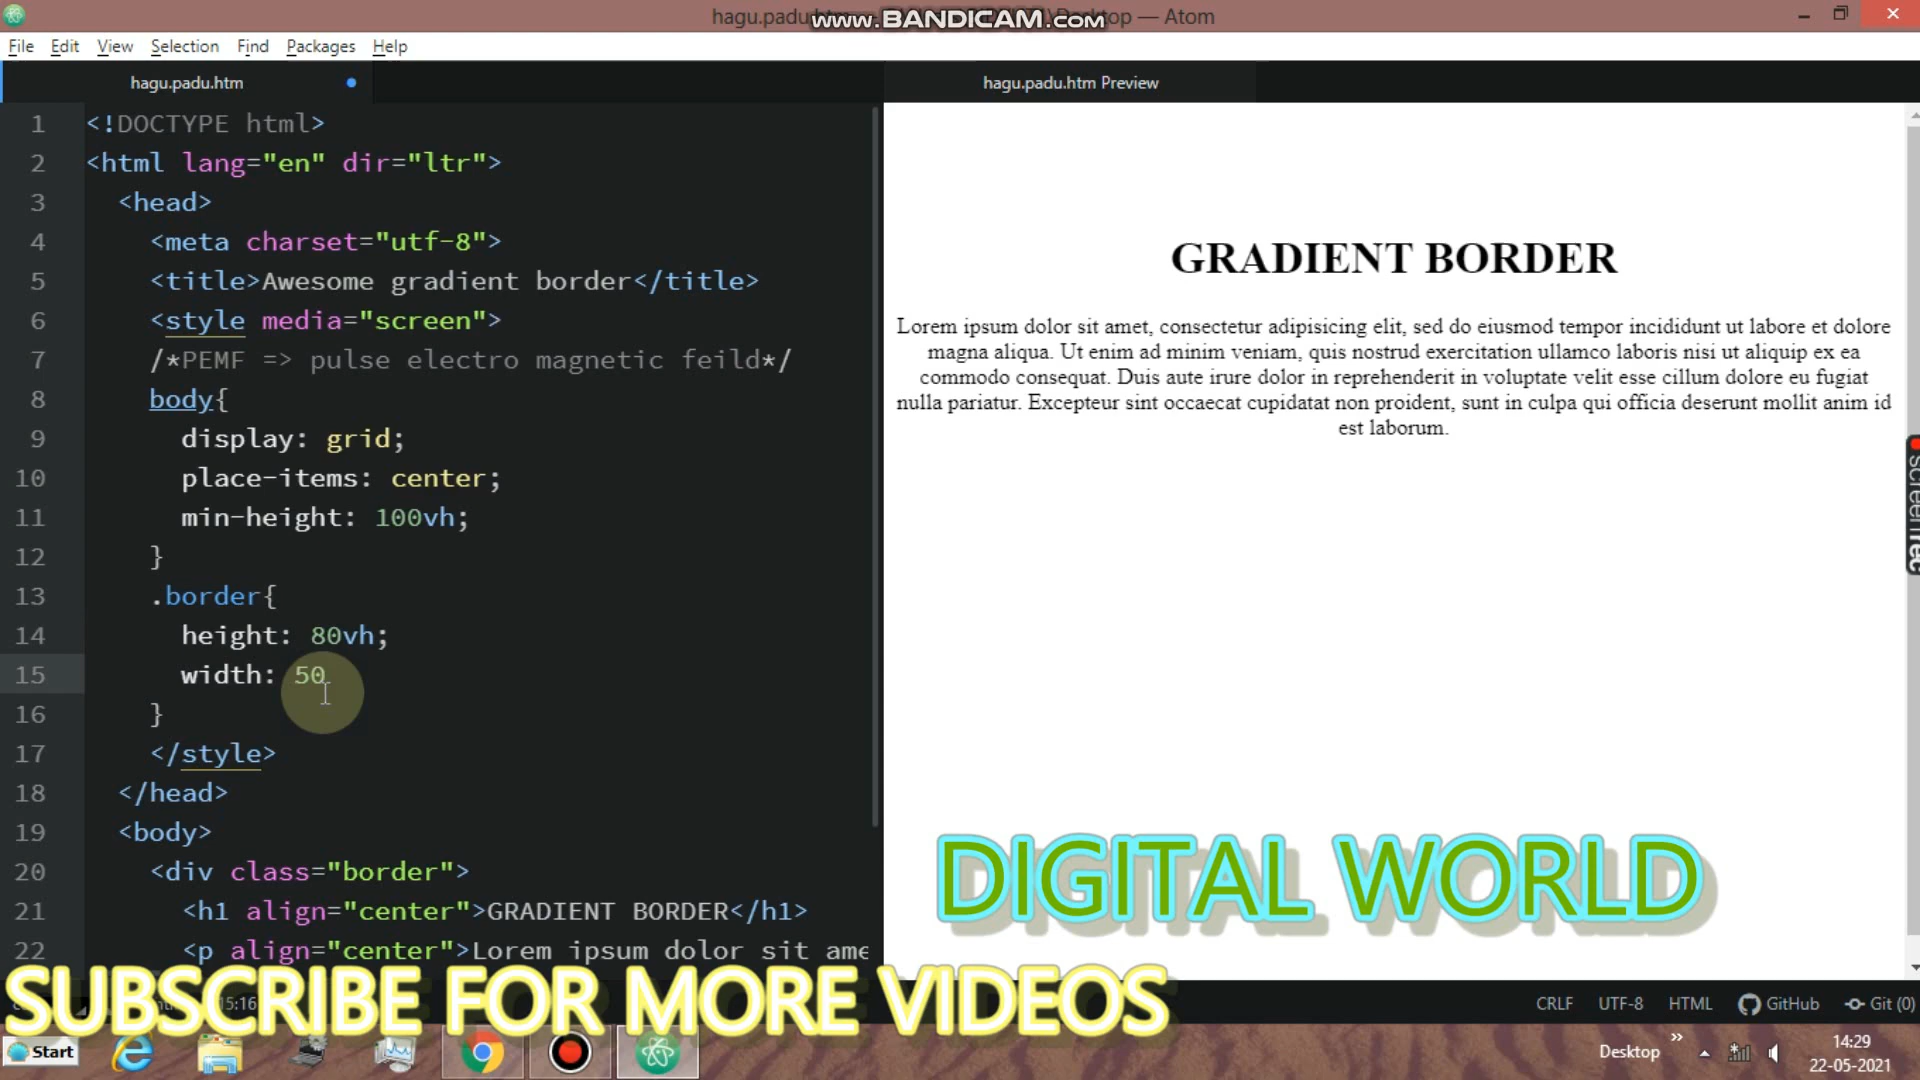 hagu.padu.htm — Desktop — Atom
www.BANDICAM.com
File Edit View Selection Find Packages Help
hagu.padu.htm
hagu.padu.htm Preview
1 <!DOCTYPE html>
2 <html lang="en" dir="ltr">
3 <head>
4 <meta charset="utf-8">
5 <title>Awesome gradient border</title>
6 <style media="screen">
7 /*PEMF => pulse electro magnetic feild*/
8 body{
9 display: grid;
10 place-items: center;
11 min-height: 100vh;
12 }
13 .border{
14 height: 80vh;
15 width: 50
16 }
17 </style>
18 </head>
19 <body>
20 <div class="border">
21 <h1 align="center">GRADIENT BORDER</h1>
22 <p align="center">Lorem ipsum dolor sit ame
GRADIENT BORDER
Lorem ipsum dolor sit amet, consectetur adipisicing elit, sed do eiusmod tempor incididunt ut labore et dolore
magna aliqua. Ut enim ad minim veniam, quis nostrud exercitation ullamco laboris nisi ut aliquip ex ea
commodo consequat. Duis aute irure dolor in reprehenderit in voluptate velit esse cillum dolore eu fugiat
nulla pariatur. Excepteur sint occaecat cupidatat non proident, sunt in culpa qui officia deserunt mollit anim id
est laborum.
screenrec
DIGITAL WORLD
SUBSCRIBE FOR MORE VIDEOS
15:16
CRLF UTF-8 HTML GitHub Git (0)
Start
Desktop
14:29
22-05-2021